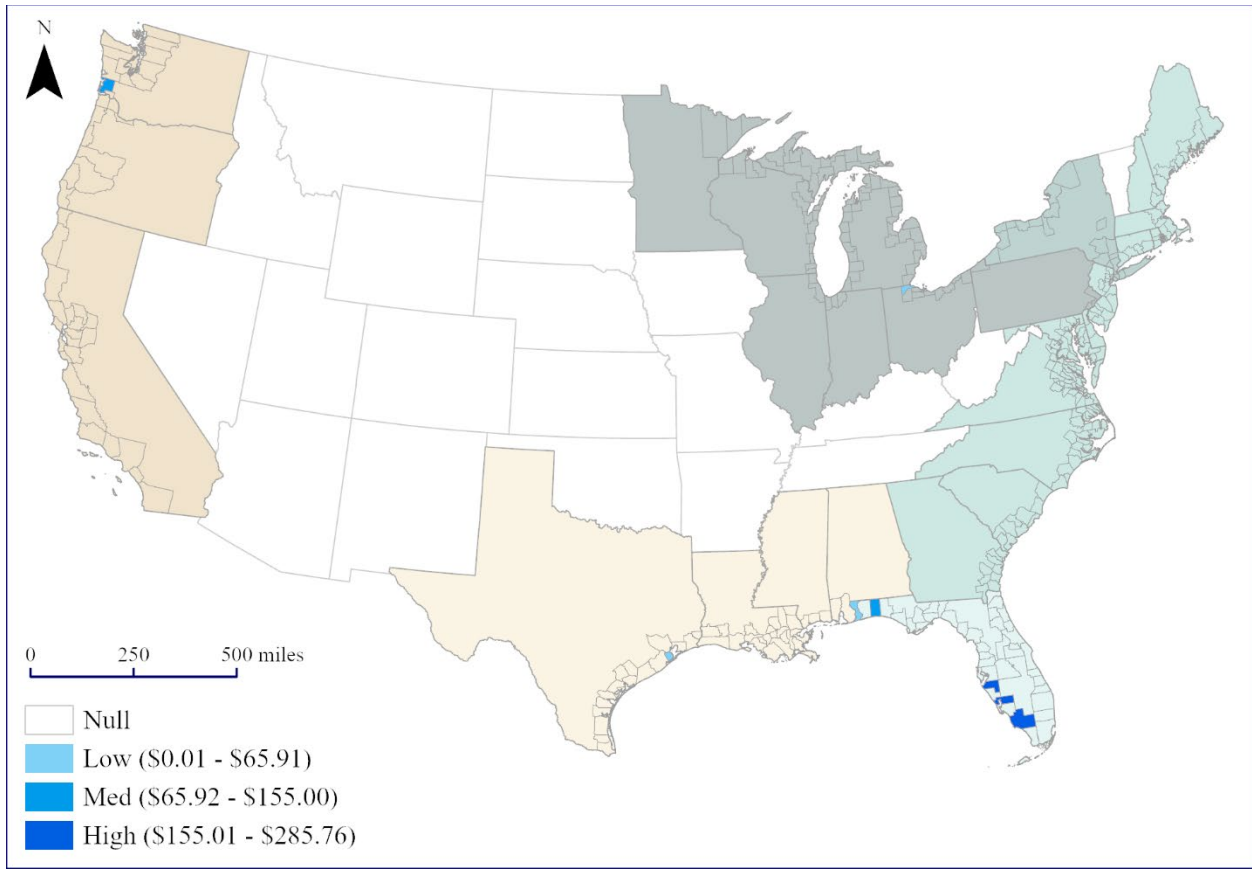 N
0 250 500 miles
Null
Low ($0.01 - $65.91)
Med ($65.92 - $155.00)
High ($155.01 - $285.76)